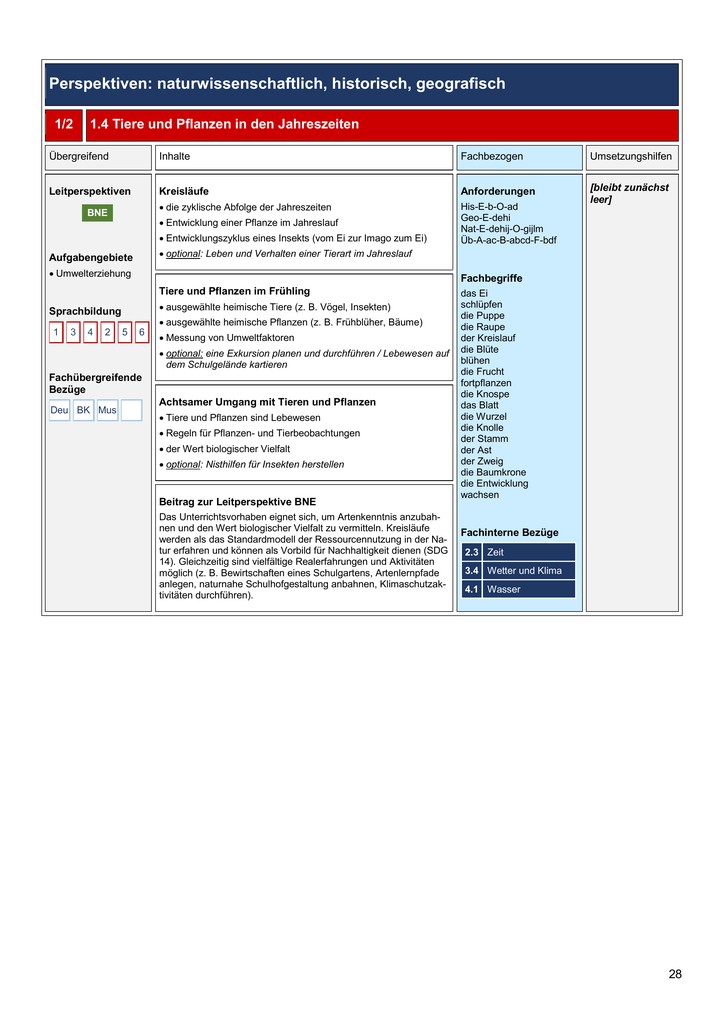 Perspektiven: naturwissenschaftlich, historisch, geografisch
1/2 1.4 Tiere und Pflanzen in den Jahreszeiten
Übergreifend
Inhalte
Fachbezogen
Umsetzungshilfen
Leitperspektiven
BNE
Aufgabengebiete
• Umwelterziehung
Sprachbildung
1 3 4 2 5 6
Fachübergreifende
Bezüge
Deu BK Mus
Kreisläufe
• die zyklische Abfolge der Jahreszeiten
• Entwicklung einer Pflanze im Jahreslauf
• Entwicklungszyklus eines Insekts (vom Ei zur Imago zum Ei)
• optional: Leben und Verhalten einer Tierart im Jahreslauf
Tiere und Pflanzen im Frühling
• ausgewählte heimische Tiere (z. B. Vögel, Insekten)
• ausgewählte heimische Pflanzen (z. B. Frühblüher, Bäume)
• Messung von Umweltfaktoren
• optional: eine Exkursion planen und durchführen / Lebewesen auf
dem Schulgelände kartieren
Achtsamer Umgang mit Tieren und Pflanzen
• Tiere und Pflanzen sind Lebewesen
• Regeln für Pflanzen- und Tierbeobachtungen
• der Wert biologischer Vielfalt
• optional: Nisthilfen für Insekten herstellen
Beitrag zur Leitperspektive BNE
Das Unterrichtsvorhaben eignet sich, um Artenkenntnis anzubah-
nen und den Wert biologischer Vielfalt zu vermitteln. Kreisläufe
werden als das Standardmodell der Ressourcennutzung in der Na-
tur erfahren und können als Vorbild für Nachhaltigkeit dienen (SDG
14). Gleichzeitig sind vielfältige Realerfahrungen und Aktivitäten
möglich (z. B. Bewirtschaften eines Schulgartens, Artenlernpfade
anlegen, naturnahe Schulhofgestaltung anbahnen, Klimaschutzak-
tivitäten durchführen).
Anforderungen
His-E-b-O-ad
Geo-E-dehi
Nat-E-dehij-O-gijlm
Üb-A-ac-B-abcd-F-bdf
Fachbegriffe
das Ei
schlüpfen
die Puppe
die Raupe
der Kreislauf
die Blüte
blühen
die Frucht
fortpflanzen
die Knospe
das Blatt
die Wurzel
die Knolle
der Stamm
der Ast
der Zweig
die Baumkrone
die Entwicklung
wachsen
Fachinterne Bezüge
2.3 Zeit
3.4 Wetter und Klima
4.1 Wasser
[bleibt zunächst
leer]
28